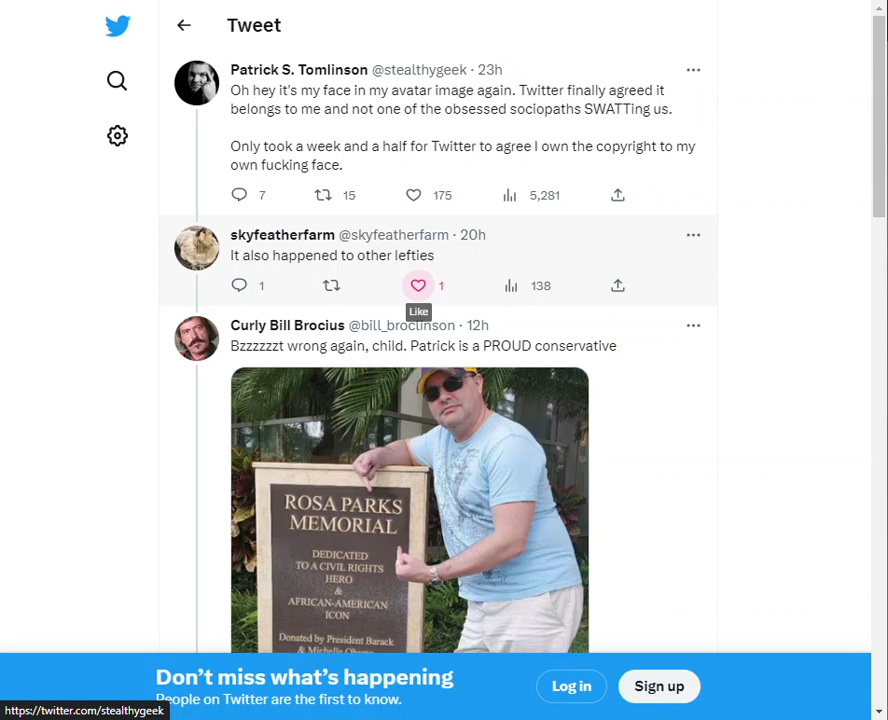 Tweet
Patrick S. Tomlinson @stealthygeek · 23h
Oh hey it's my face in my avatar image again. Twitter finally agreed it
belongs to me and not one of the obsessed sociopaths SWATTing us.
Only took a week and a half for Twitter to agree I own the copyright to my
own fucking face.
7 15 175 5,281
skyfeatherfarm @skyfeatherfarm · 20h
It also happened to other lefties
1 1 138
Like
Curly Bill Brocius @bill_broclinson · 12h
Bzzzzzzt wrong again, child. Patrick is a PROUD conservative
ROSA PARKS
MEMORIAL
DEDICATED
TO A CIVIL RIGHTS
HERO
&
AFRICAN-AMERICAN
ICON
Donated by President Barack
& Michelle Obama
Don't miss what's happening
People on Twitter are the first to know.
Log in
Sign up
https://twitter.com/stealthygeek